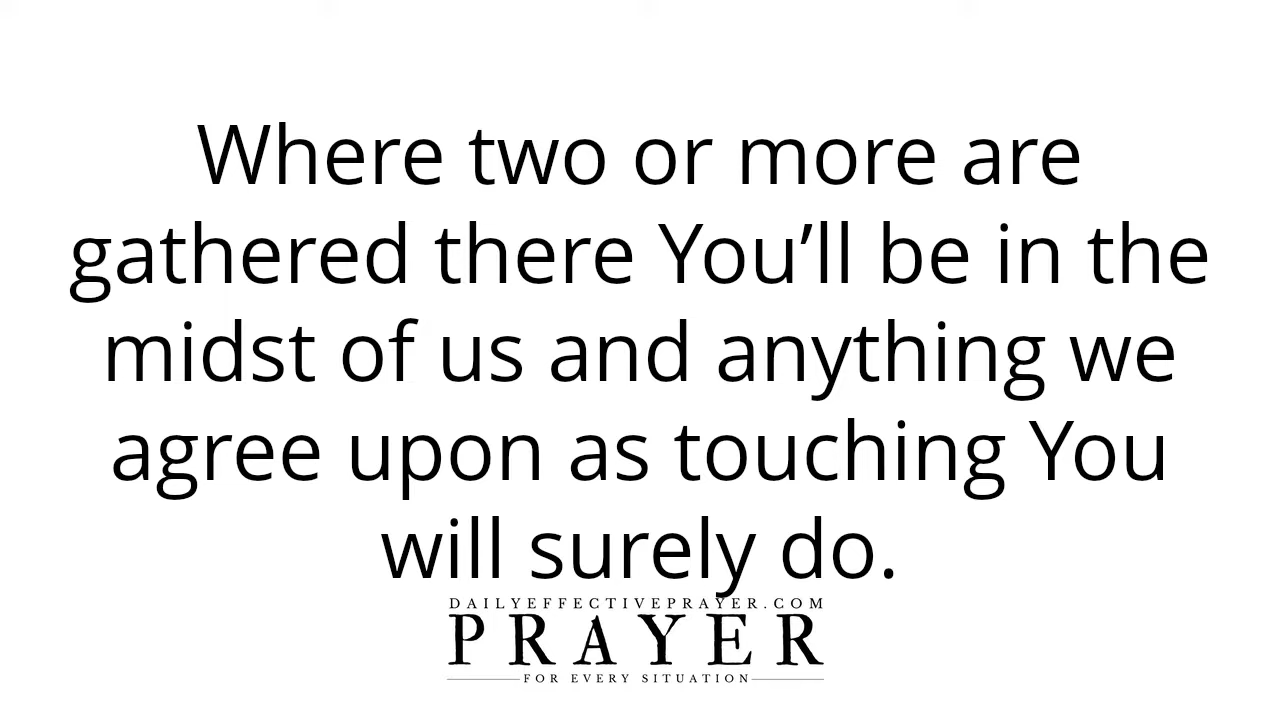 Where two or more are
gathered there You’ll be in the
midst of us and anything we
agree upon as touching You
will surely do.
DAILYEFFECTIVEPRAYER.COM
PRAYER
FOR EVERY SITUATION